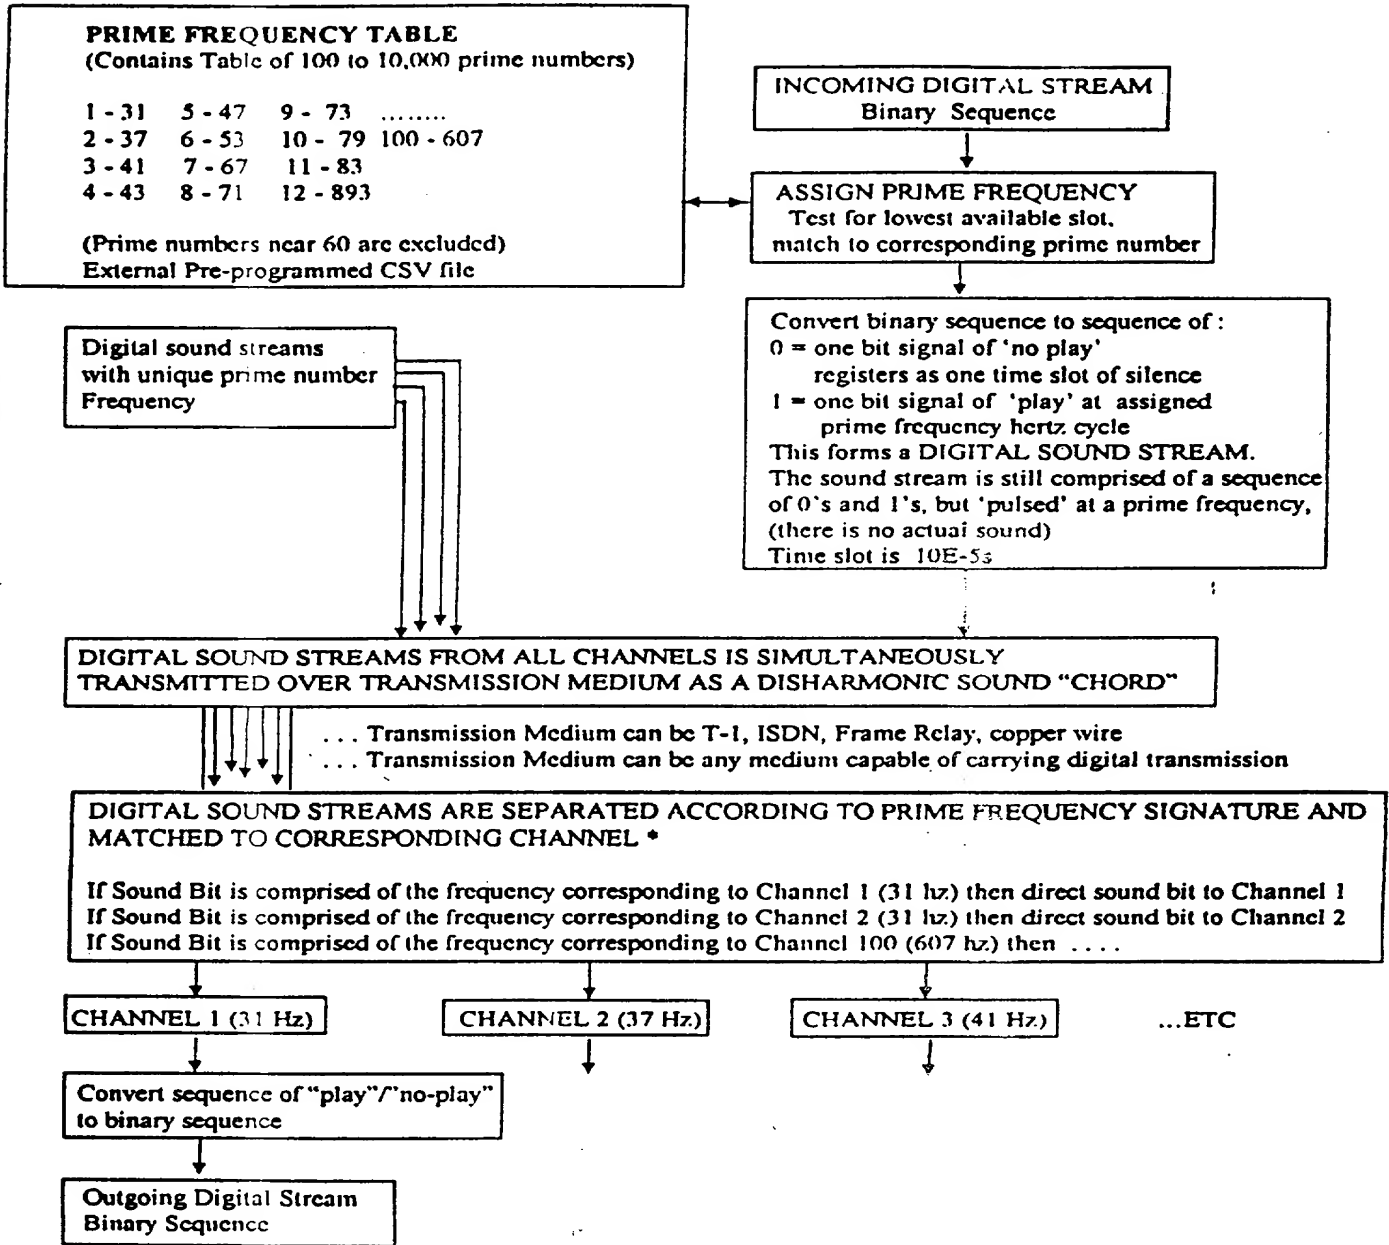 PRIME FREQUENCY TABLE
(Contains Table of 100 to 10,000 prime numbers)
1 - 31 5 - 47 9 - 73 ........
2 - 37 6 - 53 10 - 79 100 - 607
3 - 41 7 - 67 11 - 83
4 - 43 8 - 71 12 - 893
(Prime numbers near 60 are excluded)
External Pre-programmed CSV file
INCOMING DIGITAL STREAM
Binary Sequence
ASSIGN PRIME FREQUENCY
Test for lowest available slot,
match to corresponding prime number
Convert binary sequence to sequence of :
0 = one bit signal of 'no play'
registers as one time slot of silence
1 = one bit signal of 'play' at assigned
prime frequency hertz cycle
This forms a DIGITAL SOUND STREAM.
The sound stream is still comprised of a sequence
of 0's and 1's, but 'pulsed' at a prime frequency,
(there is no actual sound)
Time slot is 10E-5s
Digital sound streams
with unique prime number
Frequency
DIGITAL SOUND STREAMS FROM ALL CHANNELS IS SIMULTANEOUSLY
TRANSMITTED OVER TRANSMISSION MEDIUM AS A DISHARMONIC SOUND "CHORD"
... Transmission Medium can be T-1, ISDN, Frame Relay, copper wire
... Transmission Medium can be any medium capable of carrying digital transmission
DIGITAL SOUND STREAMS ARE SEPARATED ACCORDING TO PRIME FREQUENCY SIGNATURE AND
MATCHED TO CORRESPONDING CHANNEL *
If Sound Bit is comprised of the frequency corresponding to Channel 1 (31 hz) then direct sound bit to Channel 1
If Sound Bit is comprised of the frequency corresponding to Channel 2 (31 hz) then direct sound bit to Channel 2
If Sound Bit is comprised of the frequency corresponding to Channel 100 (607 hz) then ....
CHANNEL 1 (31 Hz)
CHANNEL 2 (37 Hz)
CHANNEL 3 (41 Hz)
...ETC
Convert sequence of "play"/"no-play"
to binary sequence
Outgoing Digital Stream
Binary Sequence